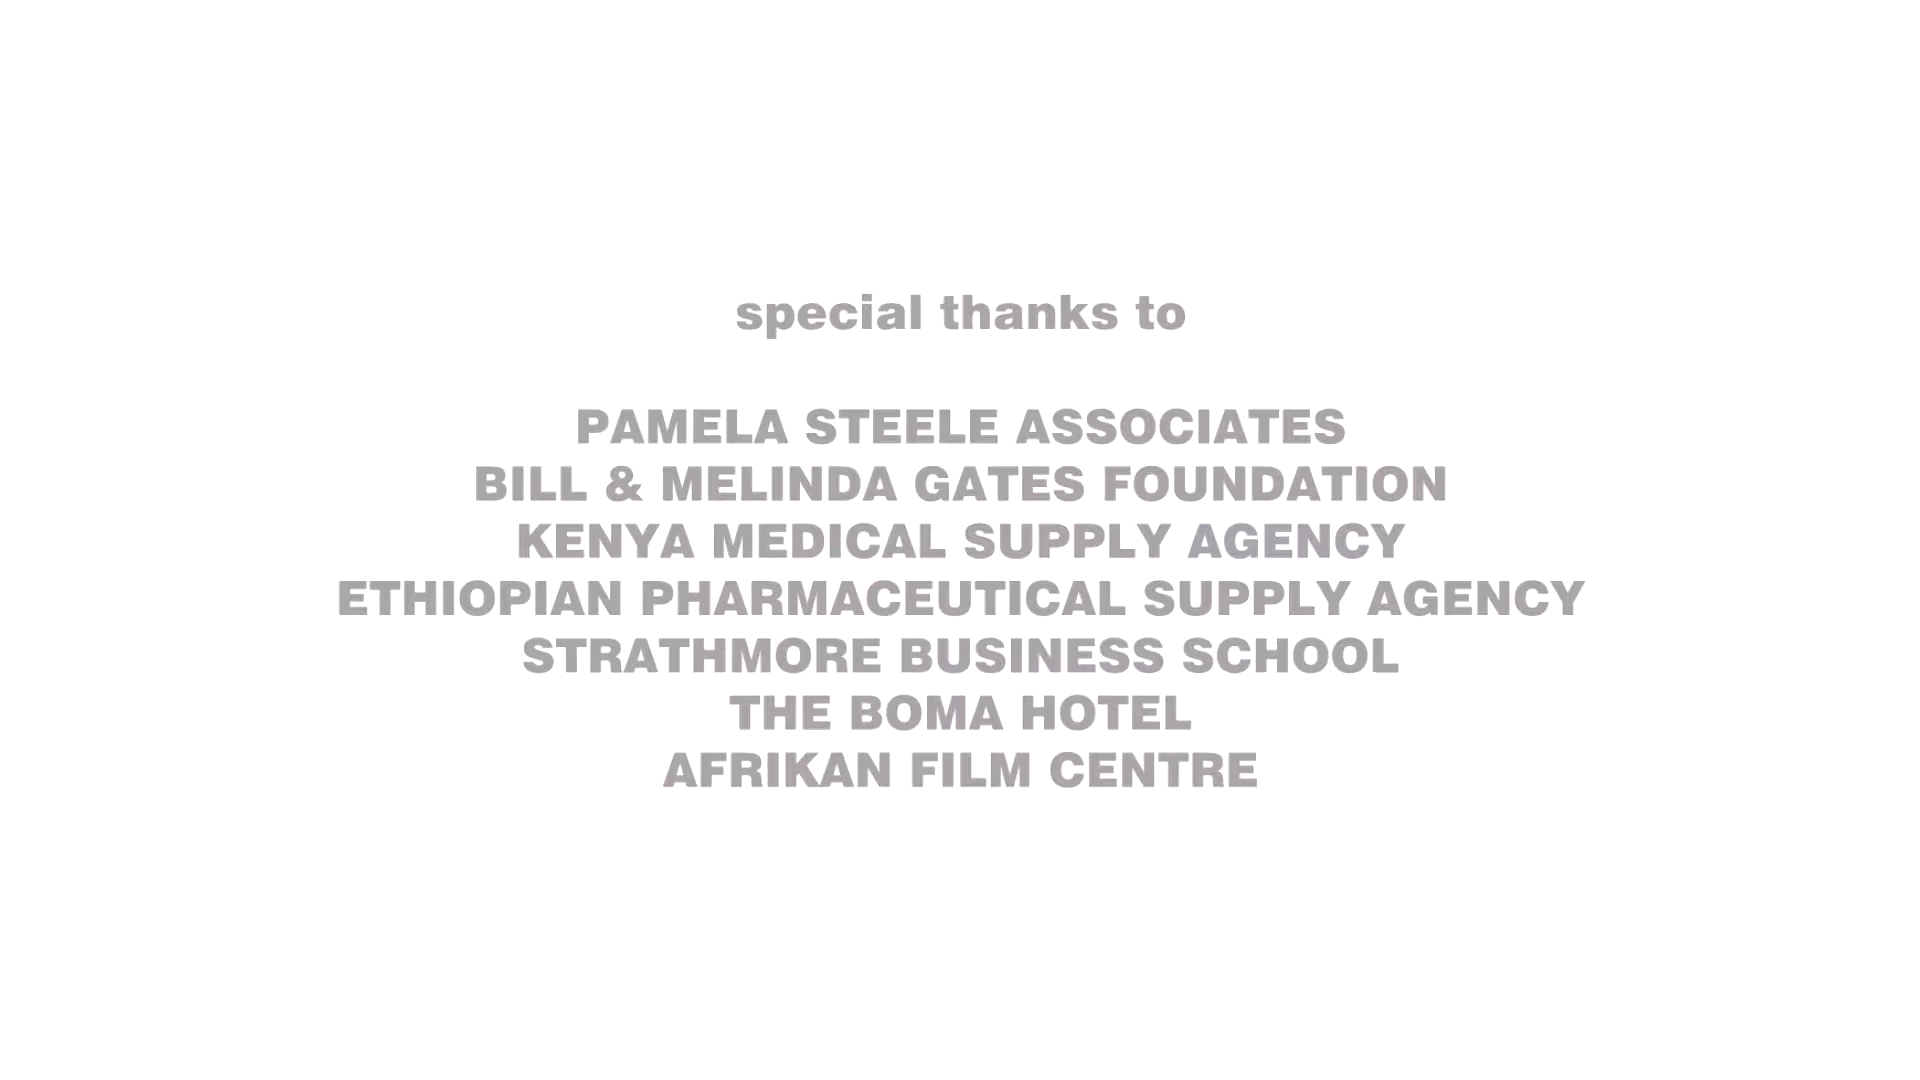 special thanks to
PAMELA STEELE ASSOCIATES
BILL & MELINDA GATES FOUNDATION
KENYA MEDICAL SUPPLY AGENCY
ETHIOPIAN PHARMACEUTICAL SUPPLY AGENCY
STRATHMORE BUSINESS SCHOOL
THE BOMA HOTEL
AFRIKAN FILM CENTRE